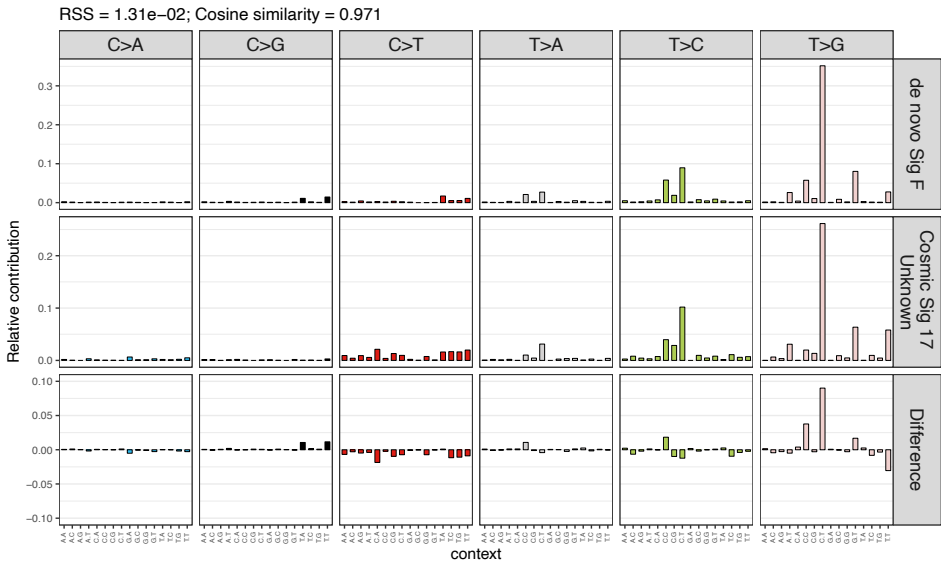 RSS = 1.31e−02; Cosine similarity = 0.971
C>A C>G C>T T>A T>C T>G
Relative contribution
0.3
0.2
0.1
0.0
de novo Sig F
0.2
0.1
0.0
Cosmic Sig 17
Unknown
0.10
0.05
0.00
−0.05
−0.10
Difference
A.A A.C A.G A.T C.A C.C C.G C.T G.A G.C G.G G.T T.A T.C T.G T.T A.A A.C A.G A.T C.A C.C C.G C.T G.A G.C G.G G.T T.A T.C T.G T.T A.A A.C A.G A.T C.A C.C C.G C.T G.A G.C G.G G.T T.A T.C T.G T.T A.A A.C A.G A.T C.A C.C C.G C.T G.A G.C G.G G.T T.A T.C T.G T.T A.A A.C A.G A.T C.A C.C C.G C.T G.A G.C G.G G.T T.A T.C T.G T.T A.A A.C A.G A.T C.A C.C C.G C.T G.A G.C G.G G.T T.A T.C T.G T.T
context